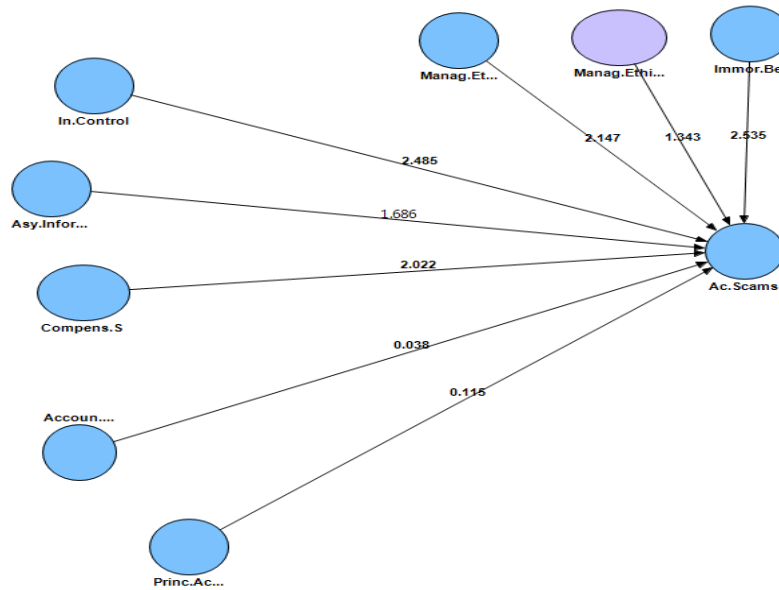 Manag.Et...
Manag.Ethi...
Immor.Be
In.Control
2.147
1.343
2.535
2.485
Asy.Infor...
1.686
Ac.Scams
2.022
Compens.S
0.038
0.115
Accoun....
Princ.Ac...